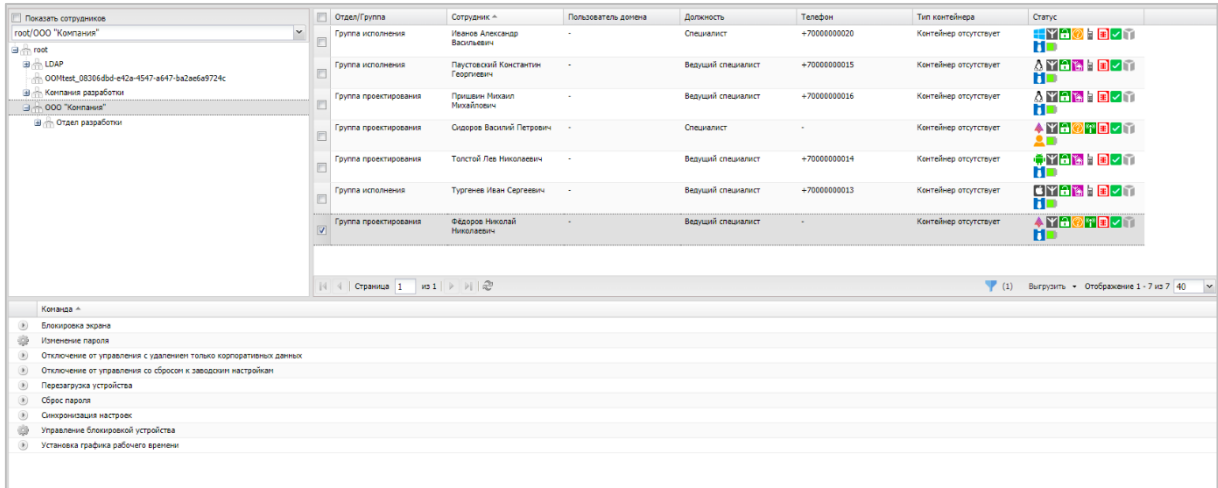 Показать сотрудников
root/ООО "Компания"
root
LDAP
OOMtest_08306dbd-e42a-4547-a647-ba2ae6a9724c
Компания разработки
ООО "Компания"
Отдел разработки
Отдел/Группа Сотрудник Пользователь домена Должность Телефон Тип контейнера Статус
Группа исполнения Иванов Александр - Специалист +70000000020 Контейнер отсутствует
Васильевич
Группа исполнения Паустовский Константин - Ведущий специалист +70000000015 Контейнер отсутствует
Георгиевич
Группа проектирования Пришвин Михаил - Ведущий специалист +70000000016 Контейнер отсутствует
Михайлович
Группа проектирования Сидоров Василий Петрович - Специалист - Контейнер отсутствует
Группа проектирования Толстой Лев Николаевич - Ведущий специалист +70000000014 Контейнер отсутствует
Группа исполнения Тургенев Иван Сергеевич - Ведущий специалист +70000000013 Контейнер отсутствует
Группа проектирования Фёдоров Николай - Ведущий специалист - Контейнер отсутствует
Николаевич
Страница 1 из 1 (1) Выгрузить Отображение 1 - 7 из 7 40
Команда
Блокировка экрана
Изменение пароля
Отключение от управления с удалением только корпоративных данных
Отключение от управления со сбросом к заводским настройкам
Перезагрузка устройства
Сброс пароля
Синхронизация настроек
Управление блокировкой устройства
Установка графика рабочего времени